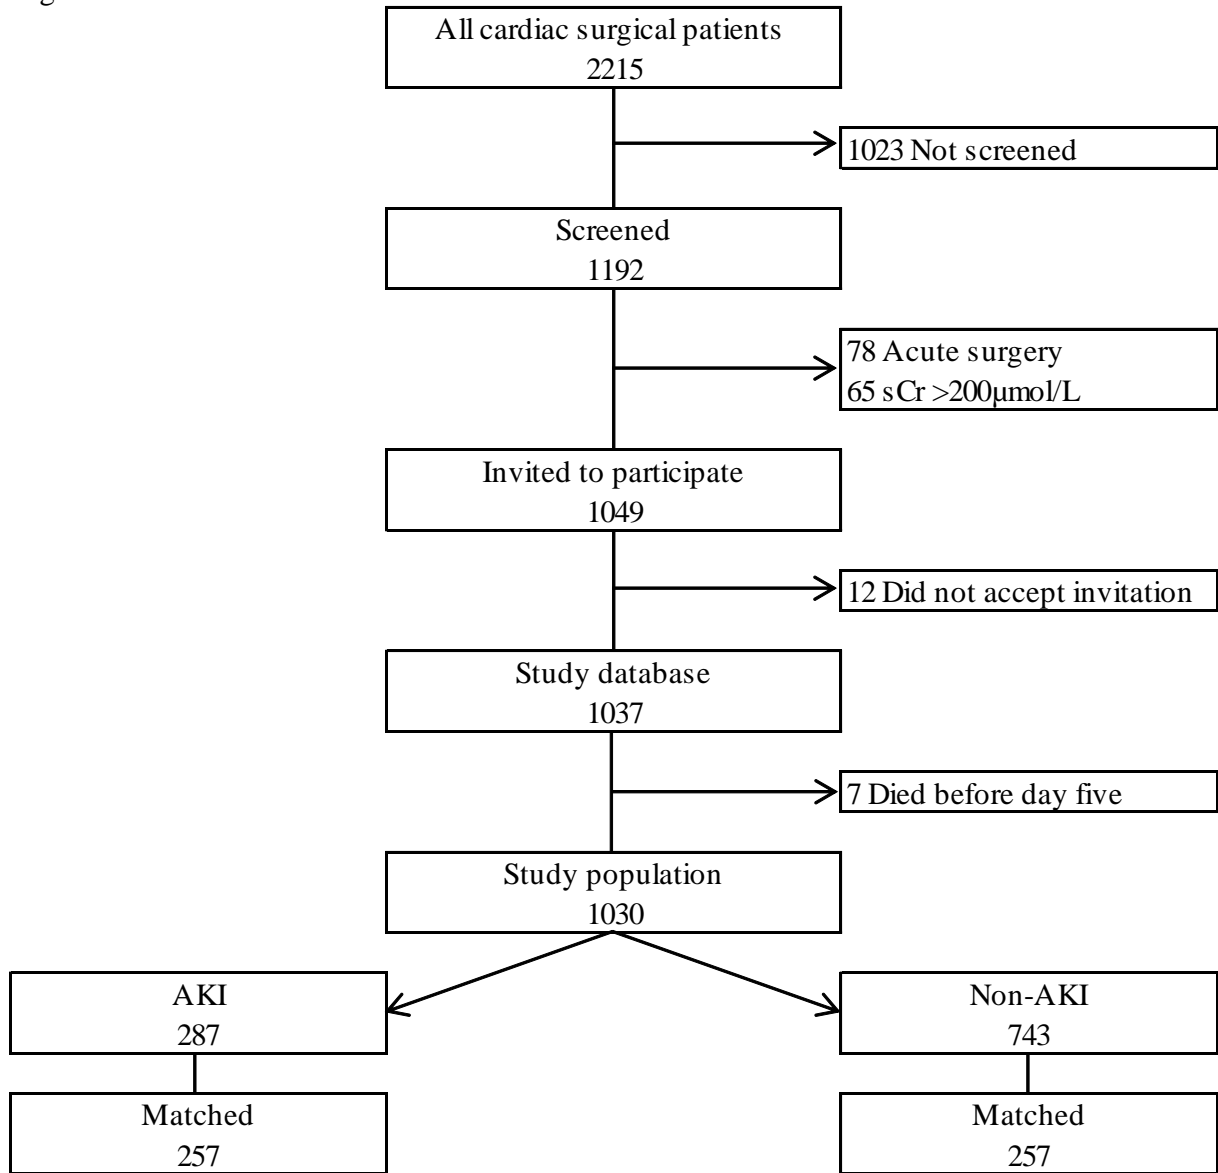 All cardiac surgical patients
2215
1023 Not screened
Screened
1192
78 Acute surgery
65 sCr >200µmol/L
Invited to participate
1049
12 Did not accept invitation
Study database
1037
7 Died before day five
Study population
1030
AKI
287
Non-AKI
743
Matched
257
Matched
257